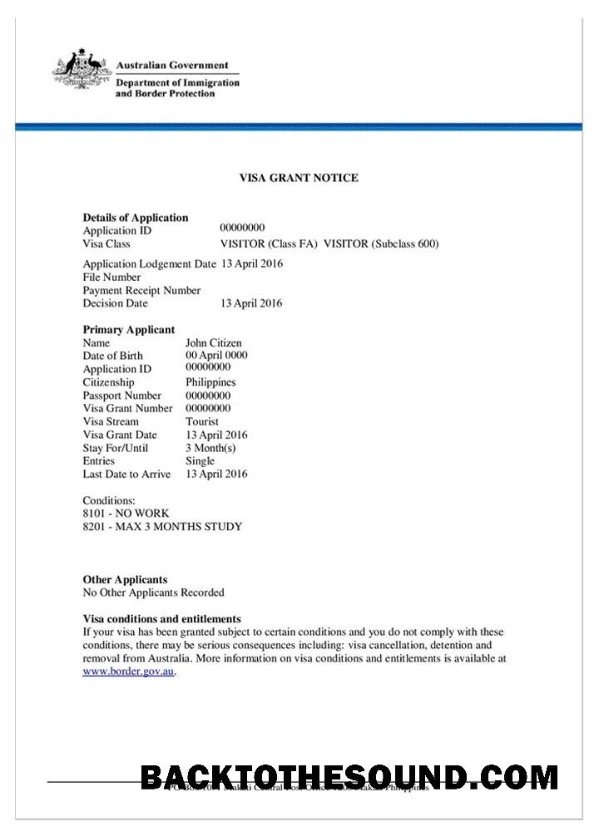 Australian Government
Department of Immigration
and Border Protection
VISA GRANT NOTICE
Details of Application
Application ID 00000000
Visa Class VISITOR (Class FA) VISITOR (Subclass 600)
Application Lodgement Date 13 April 2016
File Number
Payment Receipt Number
Decision Date 13 April 2016
Primary Applicant
Name John Citizen
Date of Birth 00 April 0000
Application ID 00000000
Citizenship Philippines
Passport Number 00000000
Visa Grant Number 00000000
Visa Stream Tourist
Visa Grant Date 13 April 2016
Stay For/Until 3 Month(s)
Entries Single
Last Date to Arrive 13 April 2016
Conditions:
8101 - NO WORK
8201 - MAX 3 MONTHS STUDY
Other Applicants
No Other Applicants Recorded
Visa conditions and entitlements
If your visa has been granted subject to certain conditions and you do not comply with these
conditions, there may be serious consequences including: visa cancellation, detention and
removal from Australia. More information on visa conditions and entitlements is available at
www.border.gov.au.
BACKTOTHESOUND.COM